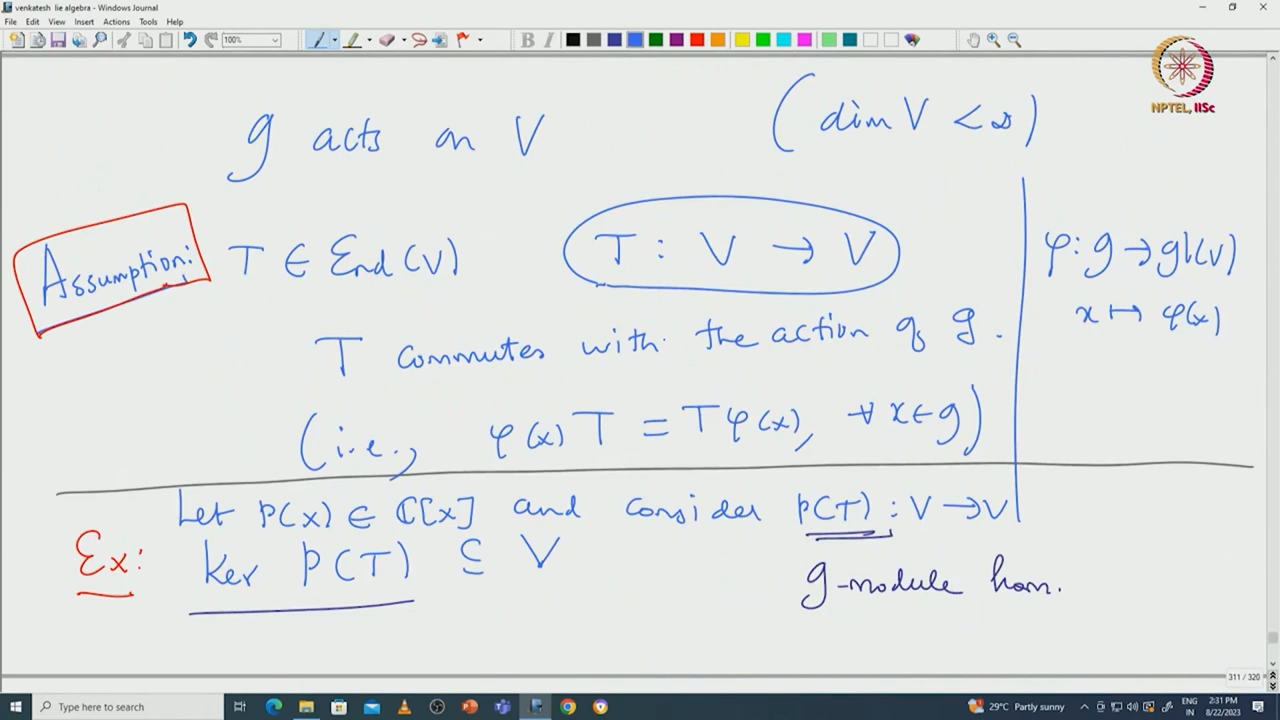 venkatesh lie algebra - Windows Journal
File Edit View Insert Actions Tools Help
100%
NPTEL, IISc
g acts on V (dim V < ∞)
Assumption: T ∈ End(V) T : V → V
φ: g → gl(V)
x ↦ φ(x)
T commutes with the action of g.
(i.e., φ(x) T = T φ(x), ∀ x ∈ g)
Let p(x) ∈ ℂ[x] and consider p(T) : V → V
Ex: Ker p(T) ⊆ V
g-module hom.
311 / 320
Type here to search
29°C Partly sunny
ENG
IN
2:31 PM
8/22/2023